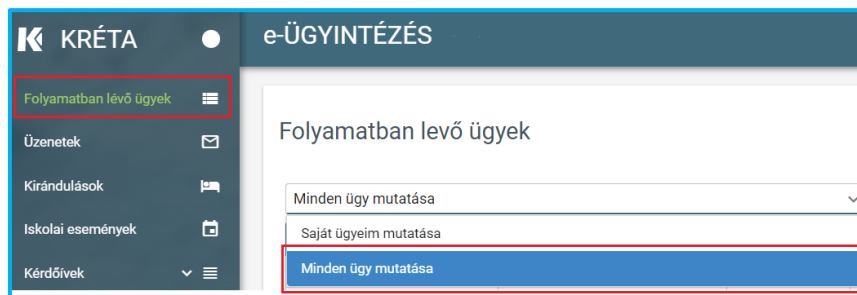 KRÉTA
e-ÜGYINTÉZÉS
Folyamatban lévő ügyek
Üzenetek
Kirándulások
Iskolai események
Kérdőívek
Folyamatban levő ügyek
Minden ügy mutatása
Saját ügyeim mutatása
Minden ügy mutatása